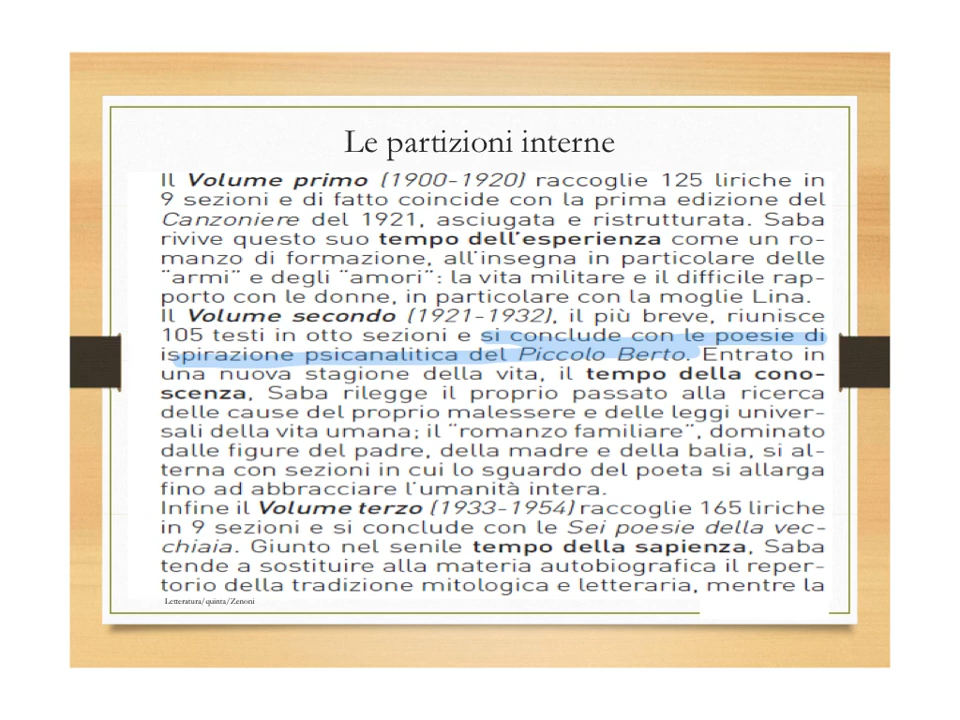 Le partizioni interne
Il Volume primo (1900-1920) raccoglie 125 liriche in
9 sezioni e di fatto coincide con la prima edizione del
Canzoniere del 1921, asciugata e ristrutturata. Saba
rivive questo suo tempo dell'esperienza come un ro-
manzo di formazione, all'insegna in particolare delle
"armi" e degli "amori": la vita militare e il difficile rap-
porto con le donne, in particolare con la moglie Lina.
Il Volume secondo (1921-1932), il più breve, riunisce
105 testi in otto sezioni e si conclude con le poesie di
ispirazione psicanalitica del Piccolo Berto. Entrato in
una nuova stagione della vita, il tempo della cono-
scenza, Saba rilegge il proprio passato alla ricerca
delle cause del proprio malessere e delle leggi univer-
sali della vita umana; il "romanzo familiare", dominato
dalle figure del padre, della madre e della balia, si al-
terna con sezioni in cui lo sguardo del poeta si allarga
fino ad abbracciare l'umanità intera.
Infine il Volume terzo (1933-1954) raccoglie 165 liriche
in 9 sezioni e si conclude con le Sei poesie della vec-
chiaia. Giunto nel senile tempo della sapienza, Saba
tende a sostituire alla materia autobiografica il reper-
torio della tradizione mitologica e letteraria, mentre la
Letteratura/quinta/Zenoni